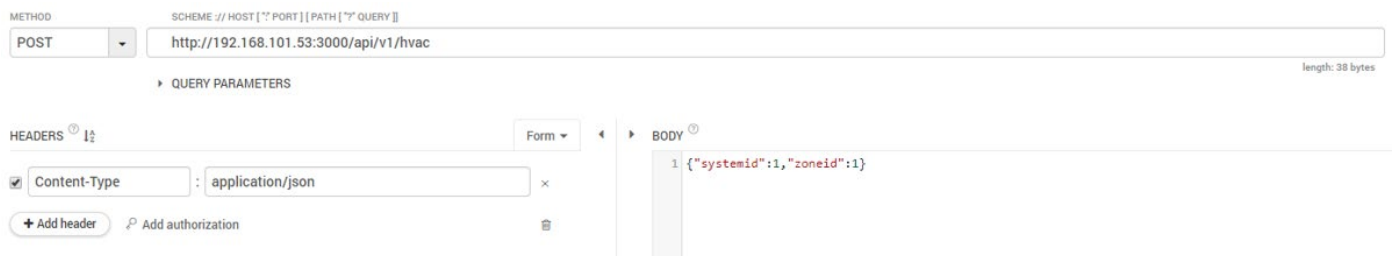 METHOD SCHEME :// HOST [ ":" PORT ] [ PATH [ "?" QUERY ]]
POST http://192.168.101.53:3000/api/v1/hvac
length: 38 bytes
QUERY PARAMETERS
HEADERS Form BODY
1 {"systemid":1,"zoneid":1}
Content-Type : application/json
+ Add header Add authorization